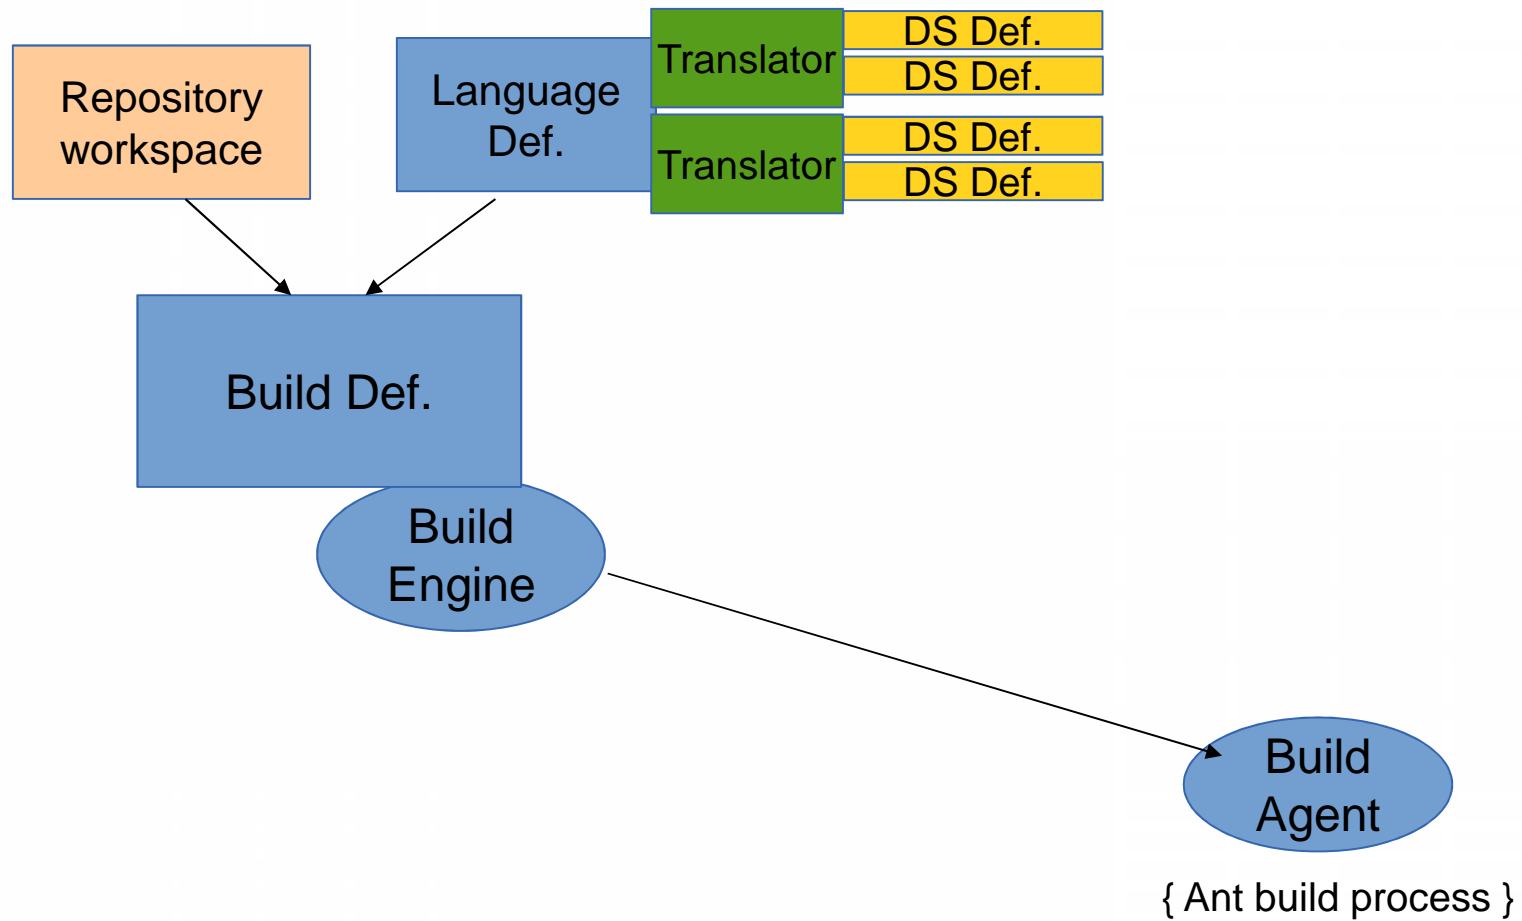 Repository
workspace
Language
Def.
Translator
DS Def.
DS Def.
Translator
DS Def.
DS Def.
Build Def.
Build
Engine
Build
Agent
{ Ant build process }